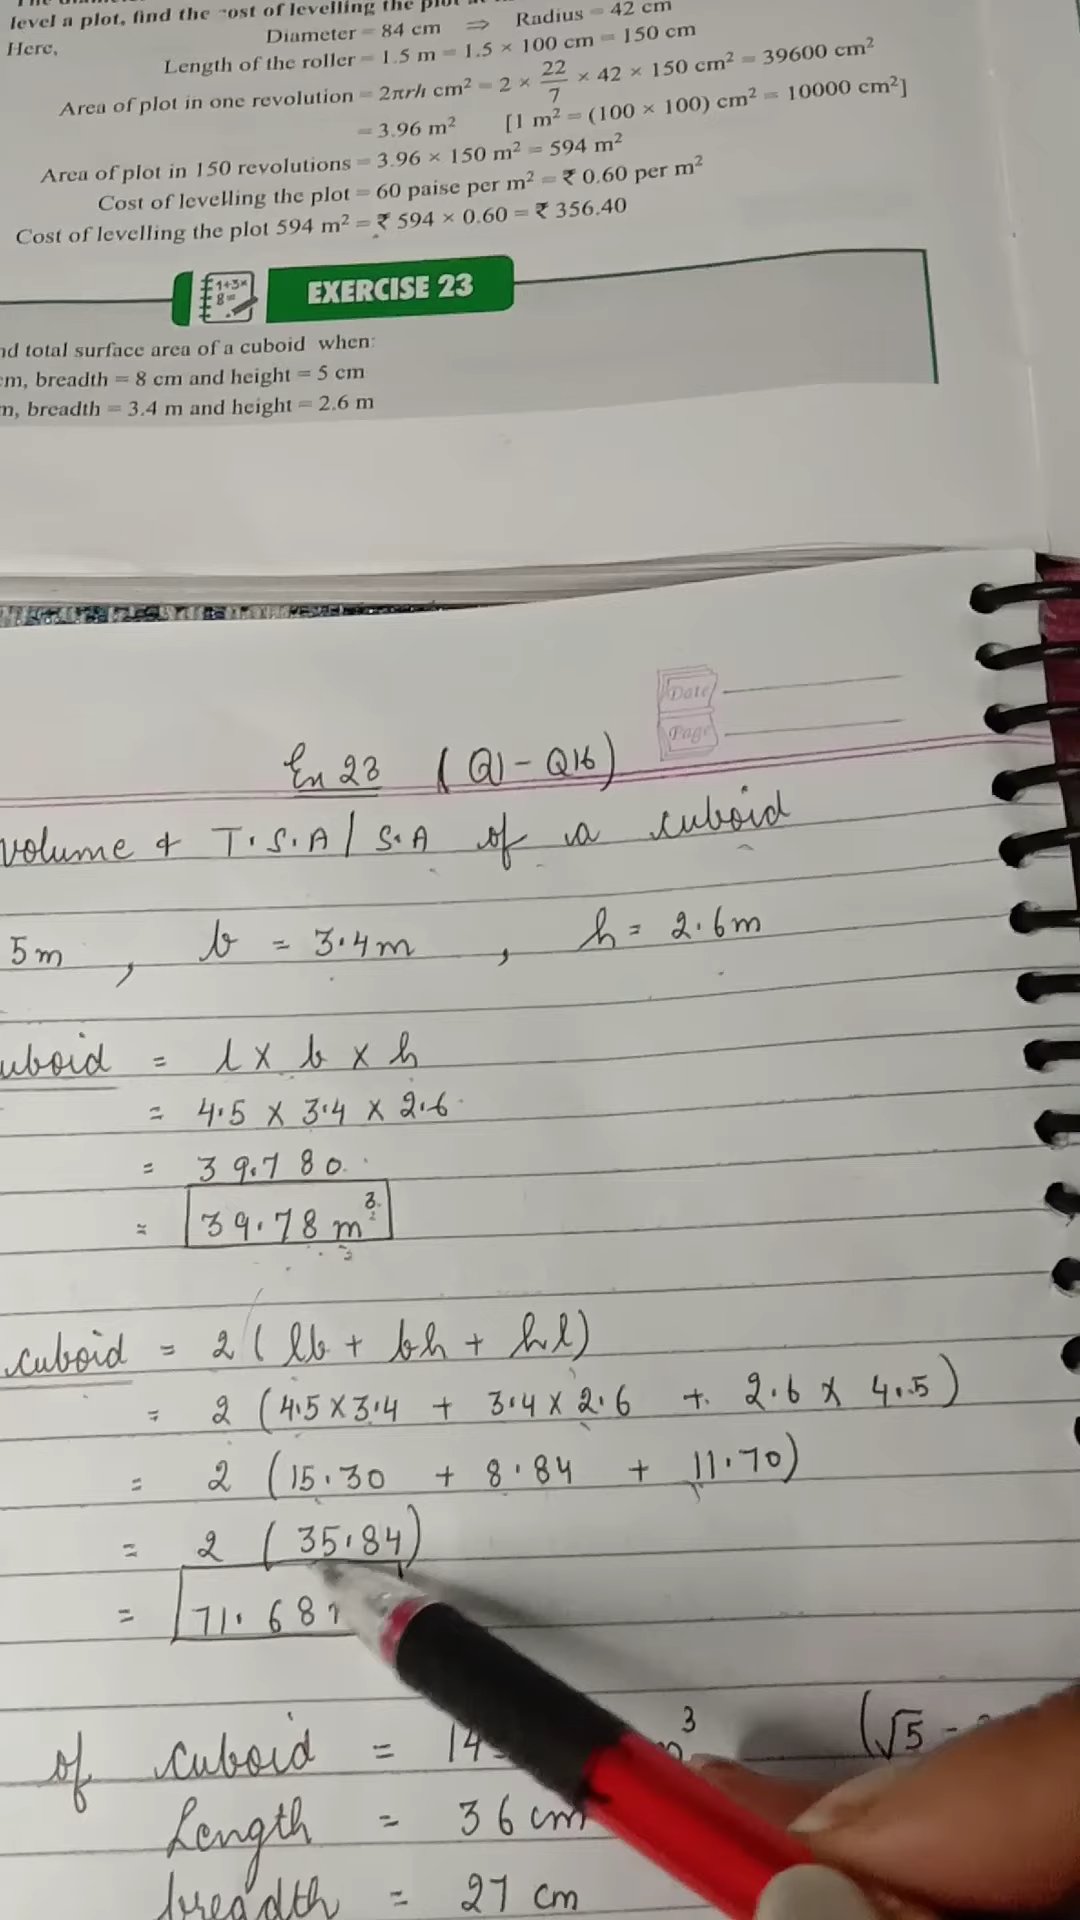 level a plot, find the cost of levelling the plot
Here,
Diameter = 84 cm ⇒ Radius = 42 cm
Length of the roller = 1.5 m = 1.5 × 100 cm = 150 cm
Area of plot in one revolution = 2πrh cm² = 2 × 22/7 × 42 × 150 cm² = 39600 cm²
= 3.96 m² [1 m² = (100 × 100) cm² = 10000 cm²]
Area of plot in 150 revolutions = 3.96 × 150 m² = 594 m²
Cost of levelling the plot = 60 paise per m² = ₹ 0.60 per m²
Cost of levelling the plot 594 m² = ₹ 594 × 0.60 = ₹ 356.40
1+3×
8=
EXERCISE 23
nd total surface area of a cuboid when:
cm, breadth = 8 cm and height = 5 cm
m, breadth = 3.4 m and height = 2.6 m
Date
Page
Ex 23 (Q1 - Q16)
volume & T.S.A / S.A of a cuboid
5m , b = 3.4m , h = 2.6m
uboid = l × b × h
= 4.5 × 3.4 × 2.6
= 39.780
= 39.78 m³
cuboid = 2 ( lb + bh + hl)
= 2 (4.5 × 3.4 + 3.4 × 2.6 + 2.6 × 4.5)
= 2 (15.30 + 8.84 + 11.70)
= 2 (35.84)
= 71.68
of cuboid = 14 3 (√5 -
Length = 36 cm
breadth = 27 cm